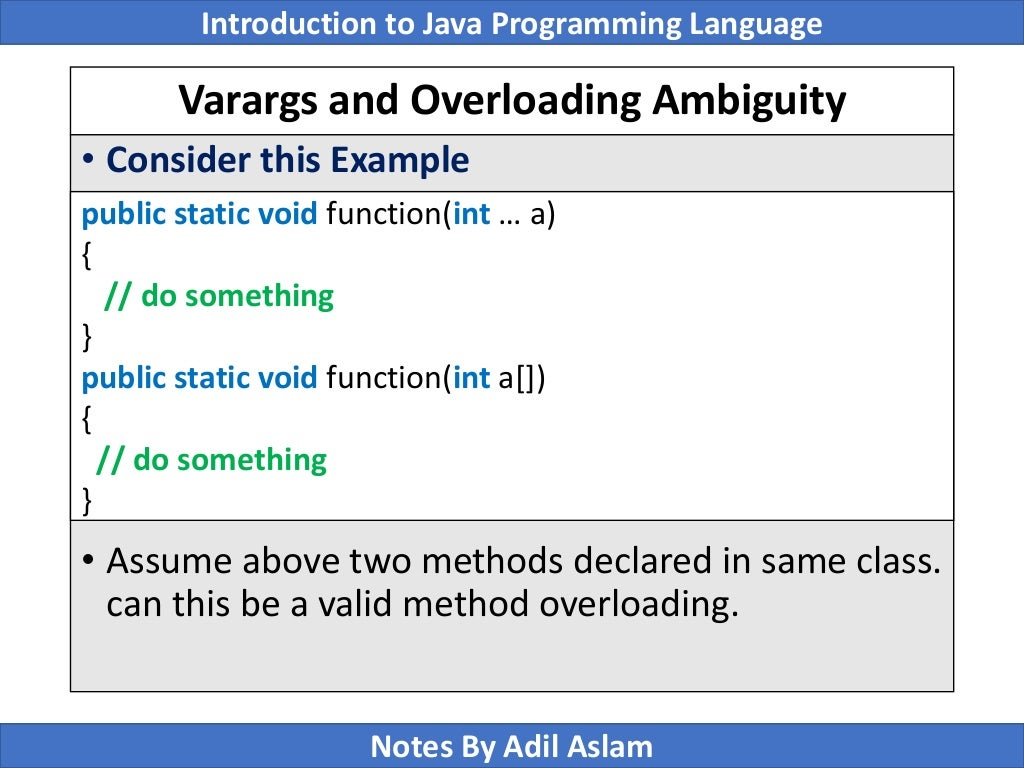 Introduction to Java Programming Language
Varargs and Overloading Ambiguity
• Consider this Example
public static void function(int … a)
{
// do something
}
public static void function(int a[])
{
// do something
}
• Assume above two methods declared in same class.
can this be a valid method overloading.
Notes By Adil Aslam